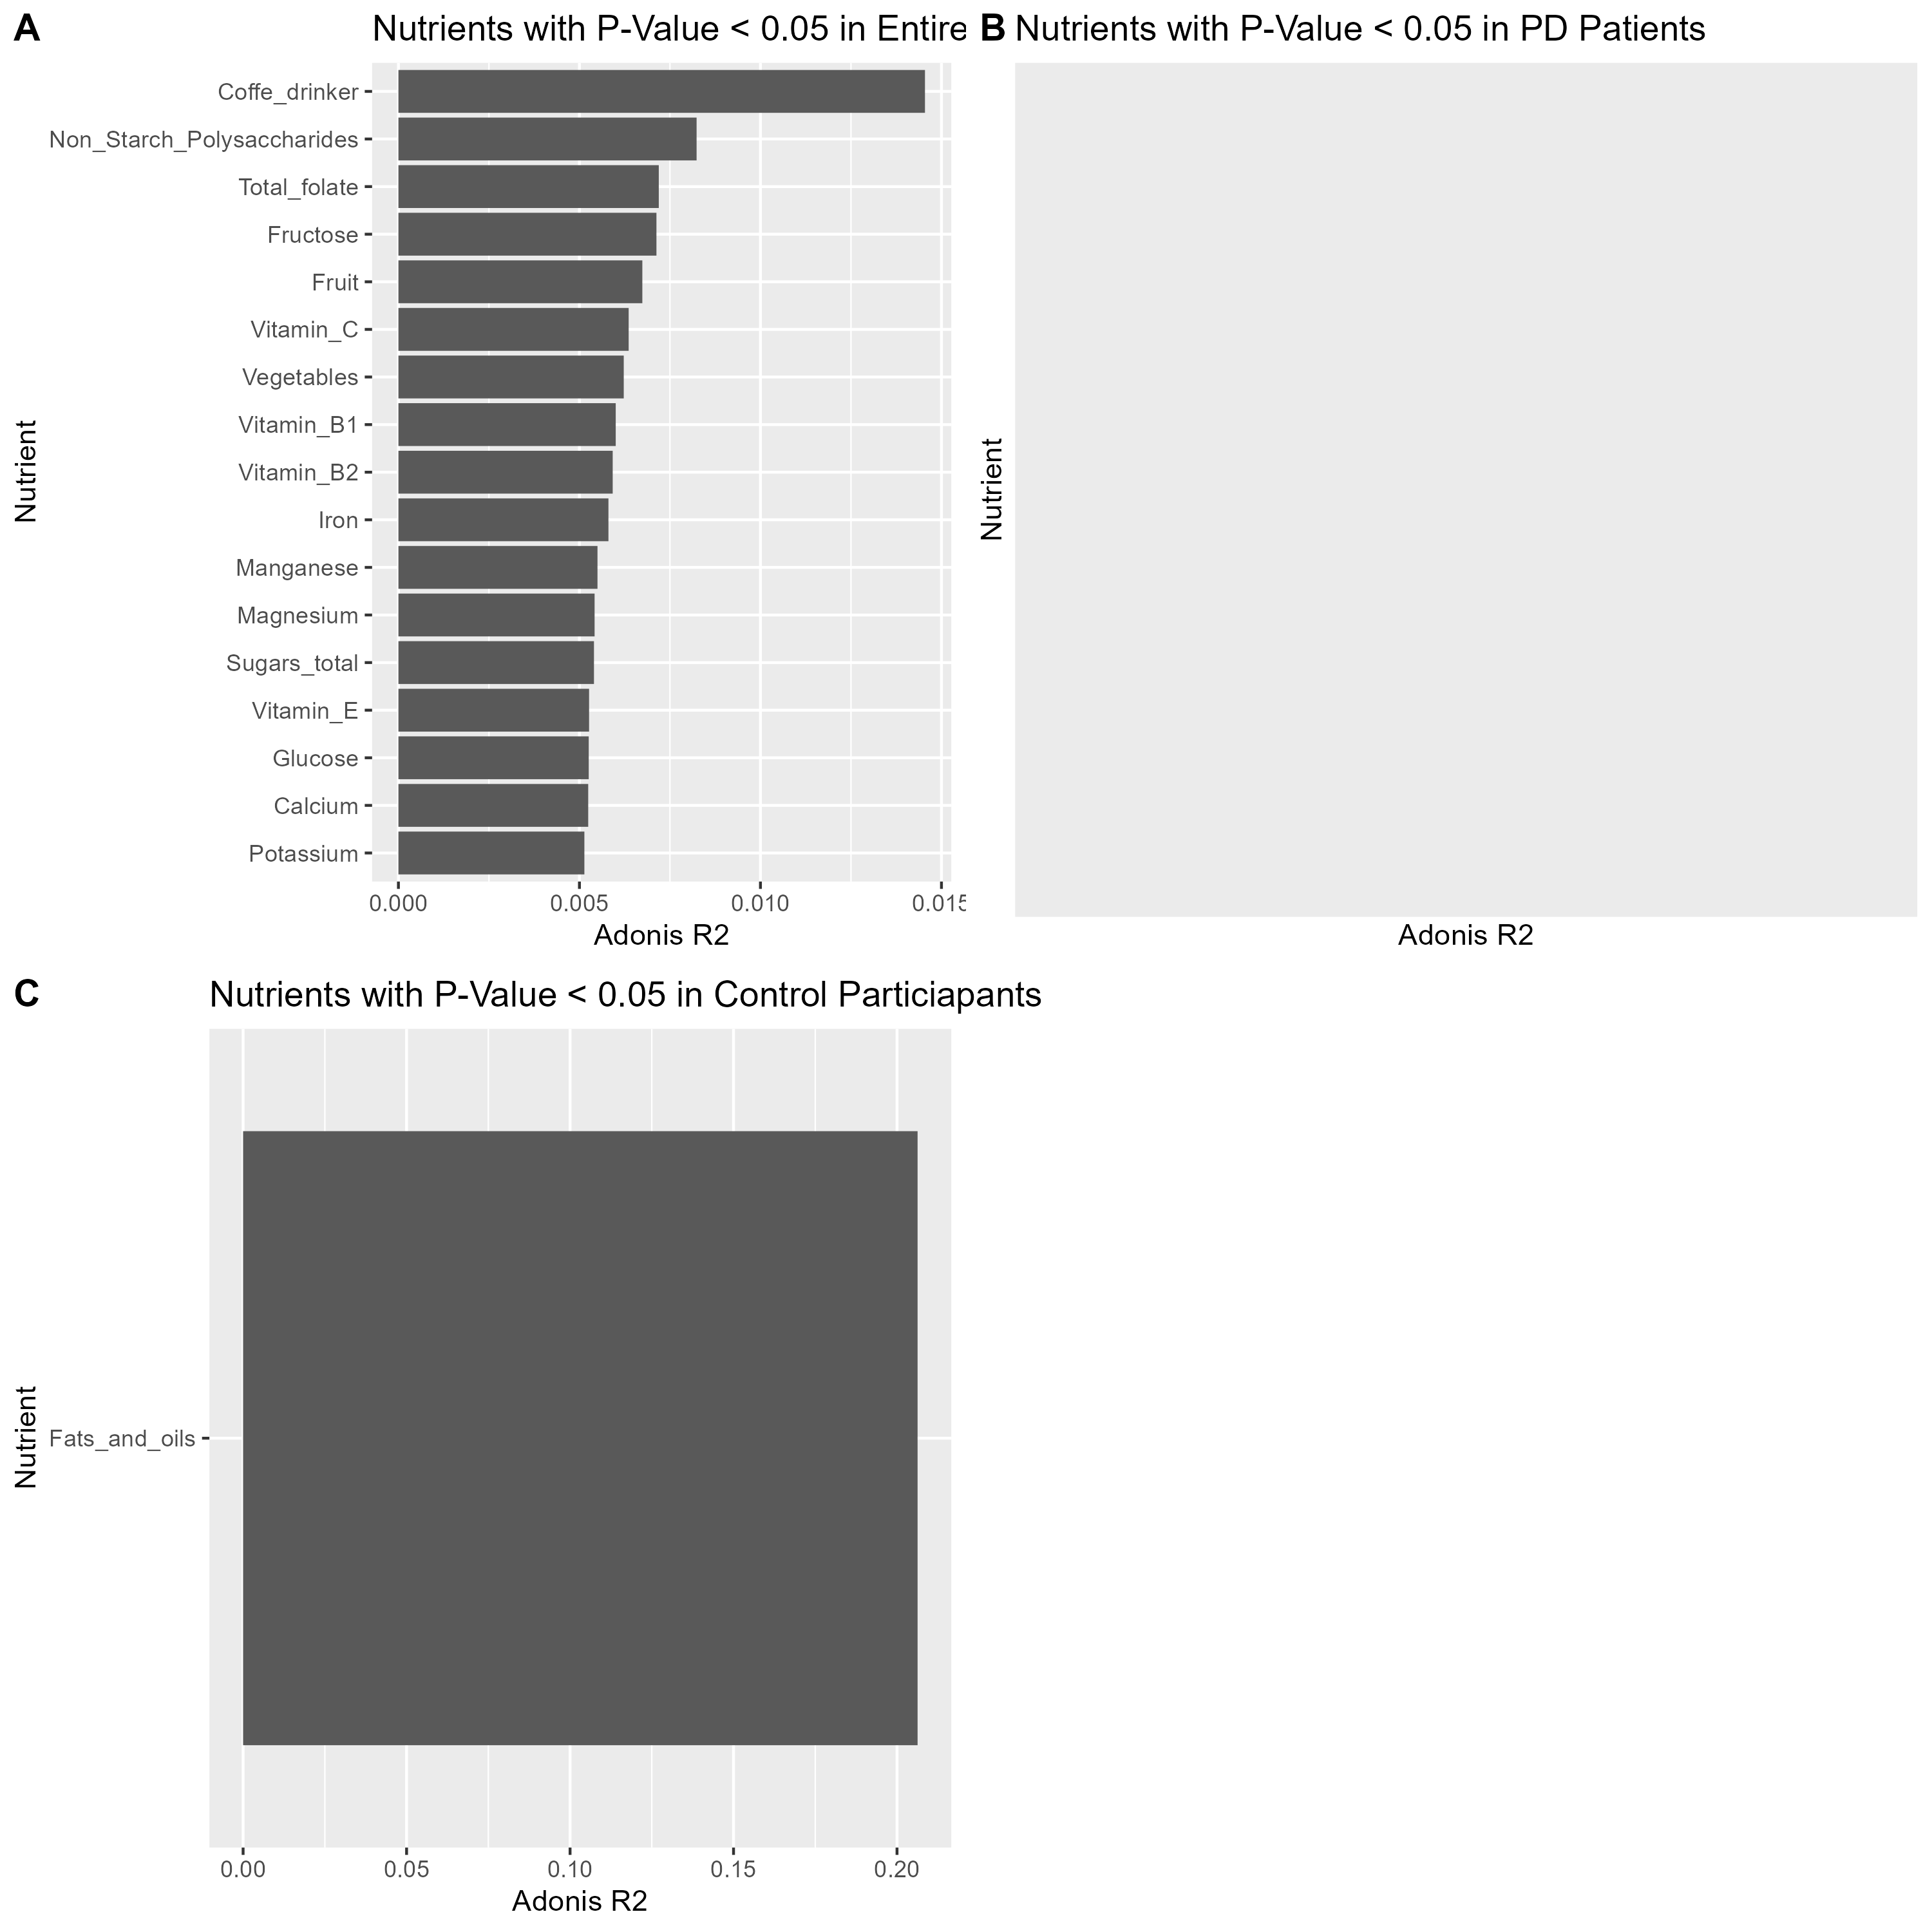 A
Nutrients with P-Value < 0.05 in Entire
Coffe_drinker
Non_Starch_Polysaccharides
Total_folate
Fructose
Fruit
Vitamin_C
Vegetables
Vitamin_B1
Vitamin_B2
Iron
Manganese
Magnesium
Sugars_total
Vitamin_E
Glucose
Calcium
Potassium
Nutrient
0.000 0.005 0.010 0.015
Adonis R2
B
Nutrients with P-Value < 0.05 in PD Patients
Nutrient
Adonis R2
C
Nutrients with P-Value < 0.05 in Control Particiapants
Nutrient
Fats_and_oils
0.00 0.05 0.10 0.15 0.20
Adonis R2